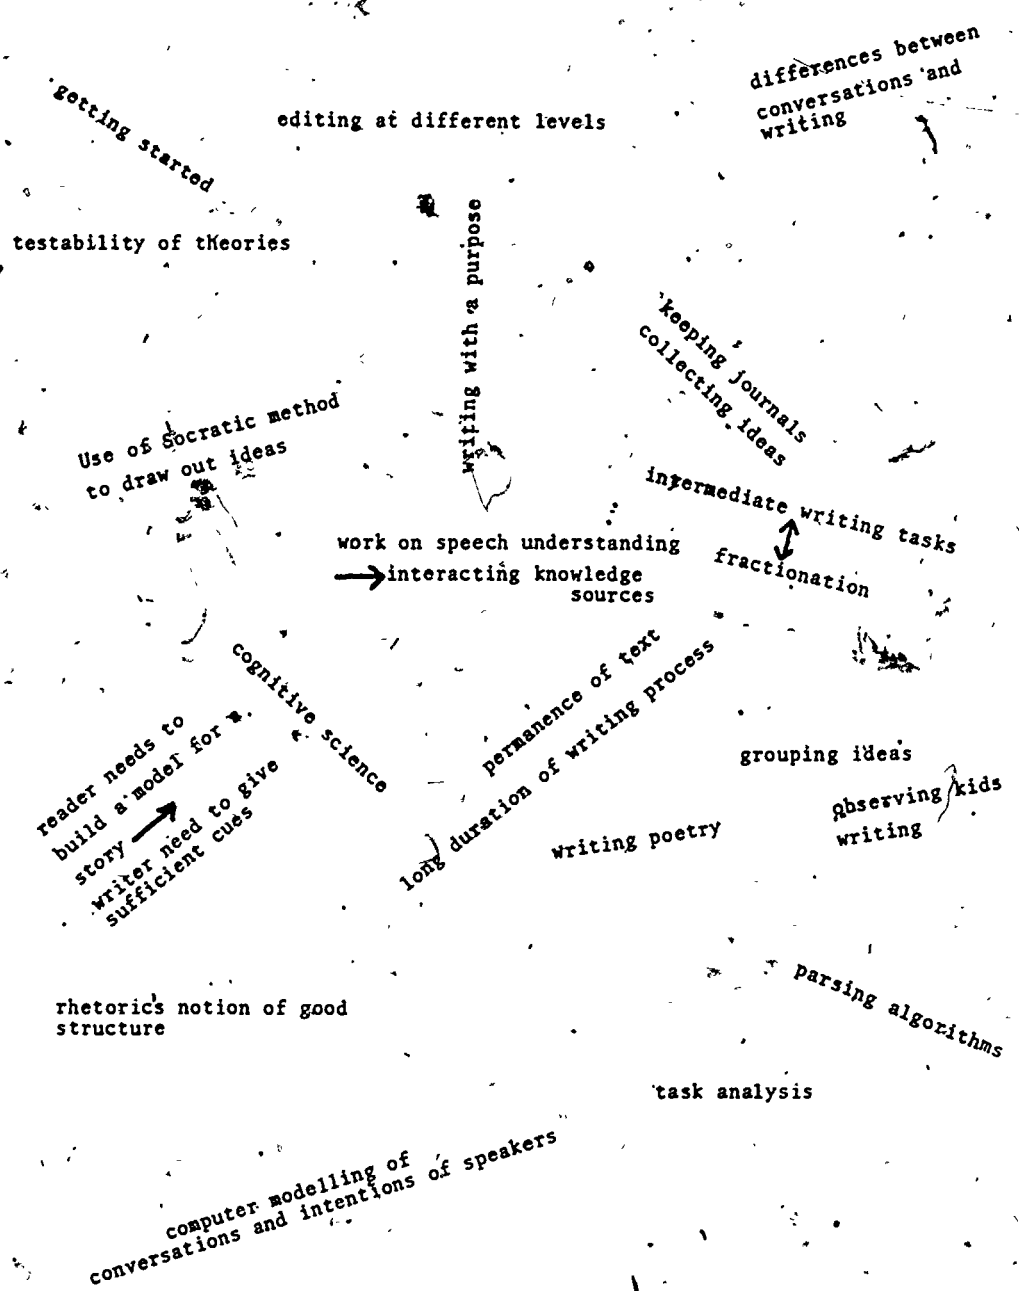 differences between
conversations and
writing
getting started
editing at different levels
testability of theories
writing with a purpose
keeping journals
collecting ideas
Use of Socratic method
to draw out ideas
intermediate writing tasks
fractionation
work on speech understanding
interacting knowledge
sources
cognitive science
permanence of text
long duration of writing process
reader needs to
build a model for a
story
writer need to give
sufficient cues
grouping ideas
observing kids
writing
writing poetry
parsing algorithms
rhetoric's notion of good
structure
task analysis
computer modelling of
conversations and intentions of speakers